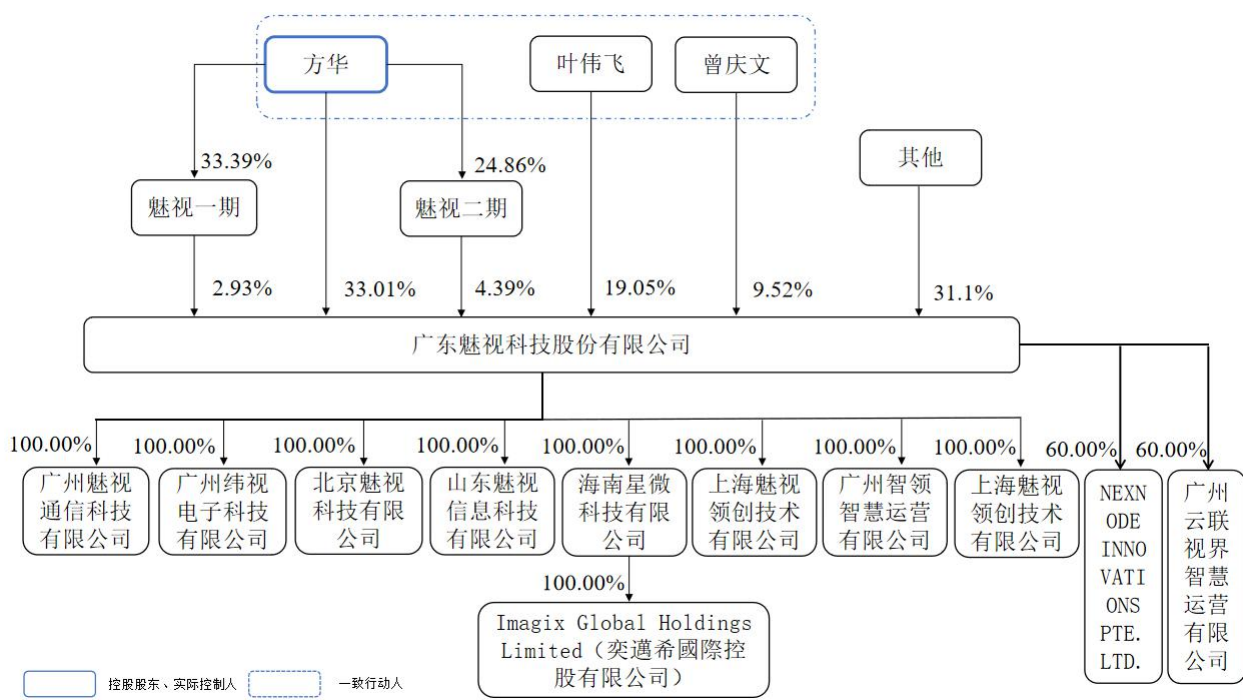 方华
叶伟飞
曾庆文
其他
33.39%
24.86%
魅视一期
魅视二期
2.93%
33.01%
4.39%
19.05%
9.52%
31.1%
广东魅视科技股份有限公司
100.00%
100.00%
100.00%
100.00%
100.00%
100.00%
100.00%
100.00%
60.00%
60.00%
广州魅视
通信科技
有限公司
广州纬视
电子科技
有限公司
北京魅视
科技有限
公司
山东魅视
信息科技
有限公司
海南星微
科技有限
公司
上海魅视
领创技术
有限公司
广州智领
智慧运营
有限公司
上海魅视
领创技术
有限公司
NEXN
ODE
INNO
VATI
ONS
PTE.
LTD.
广州
云联
视界
智慧
运营
有限
公司
100.00%
Imagix Global Holdings
Limited（奕邁希國際控
股有限公司）
控股股东、实际控制人
一致行动人